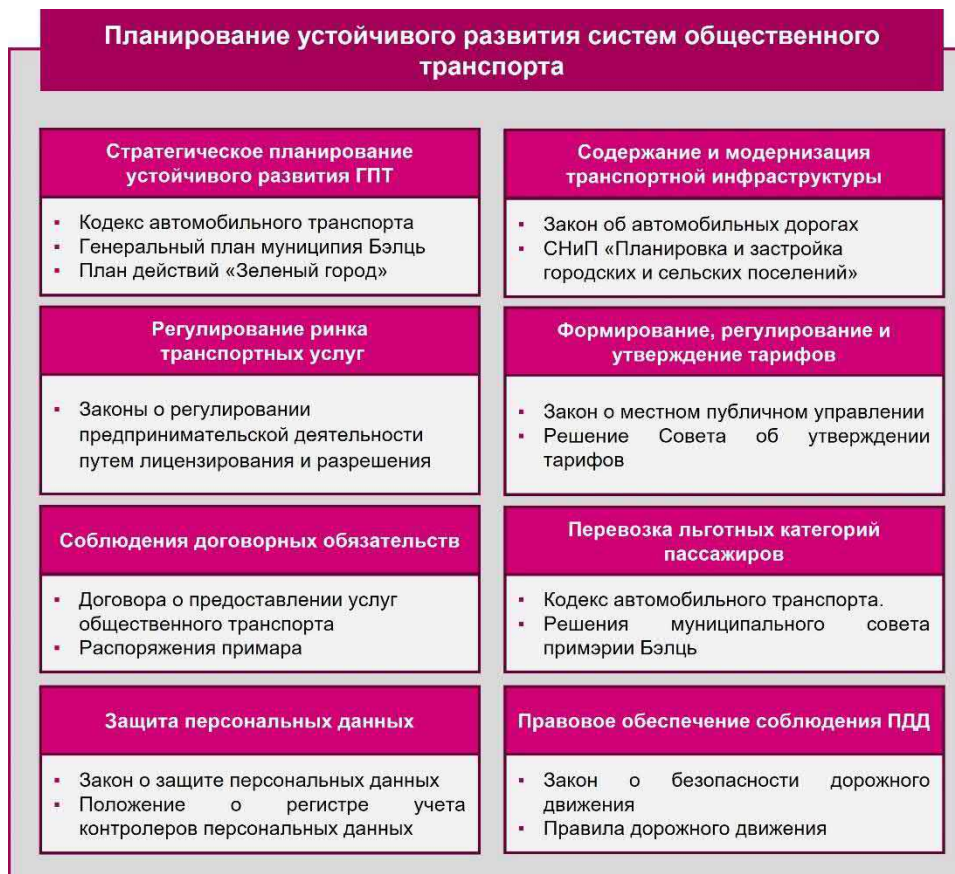 Планирование устойчивого развития систем общественного
транспорта
Стратегическое планирование
устойчивого развития ГПТ
▪ Кодекс автомобильного транспорта
▪ Генеральный план муниципия Бэлць
▪ План действий «Зеленый город»
Содержание и модернизация
транспортной инфраструктуры
▪ Закон об автомобильных дорогах
▪ СНиП «Планировка и застройка
городских и сельских поселений»
Регулирование ринка
транспортных услуг
▪ Законы о регулировании
предпринимательской деятельности
путем лицензирования и разрешения
Формирование, регулирование и
утверждение тарифов
▪ Закон о местном публичном управлении
▪ Решение Совета об утверждении
тарифов
Соблюдения договорных обязательств
▪ Договора о предоставлении услуг
общественного транспорта
▪ Распоряжения примара
Перевозка льготных категорий
пассажиров
▪ Кодекс автомобильного транспорта.
▪ Решения муниципального совета
примэрии Бэлць
Защита персональных данных
▪ Закон о защите персональных данных
▪ Положение о регистре учета
контролеров персональных данных
Правовое обеспечение соблюдения ПДД
▪ Закон о безопасности дорожного
движения
▪ Правила дорожного движения